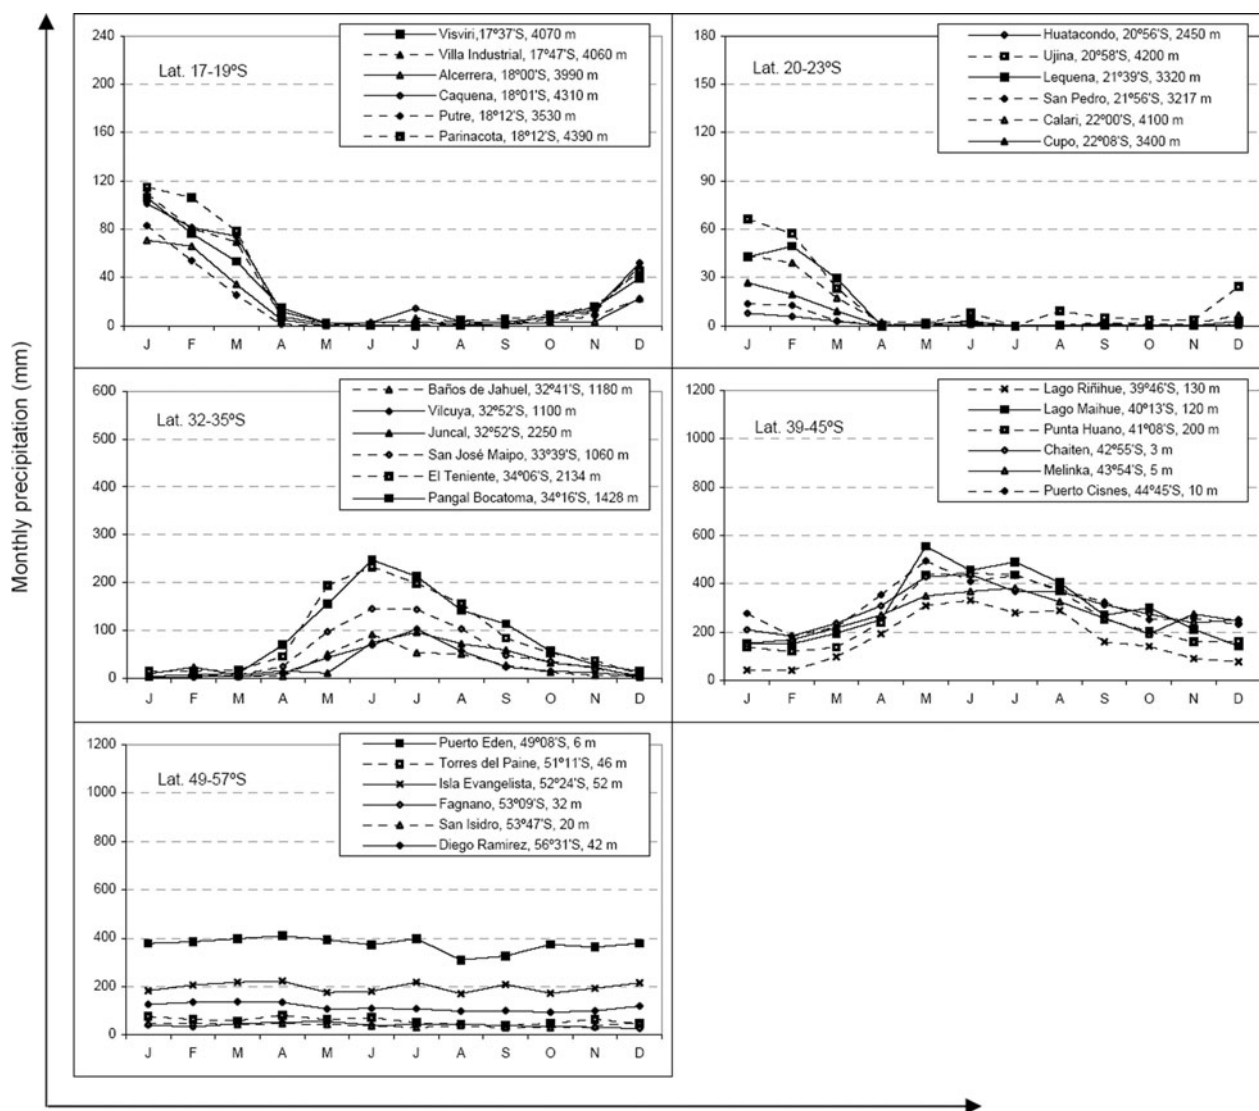 Monthly precipitation (mm)
Lat. 17-19ºS
240
200
160
120
80
40
0
J F M A M J J A S O N D
Visviri,17º37'S, 4070 m
Villa Industrial, 17º47'S, 4060 m
Alcerrera, 18º00'S, 3990 m
Caquena, 18º01'S, 4310 m
Putre, 18º12'S, 3530 m
Parinacota, 18º12'S, 4390 m
Lat. 20-23ºS
180
150
120
90
60
30
0
J F M A M J J A S O N D
Huatacondo, 20º56'S, 2450 m
Ujina, 20º58'S, 4200 m
Lequena, 21º39'S, 3320 m
San Pedro, 21º56'S, 3217 m
Calari, 22º00'S, 4100 m
Cupo, 22º08'S, 3400 m
Lat. 32-35ºS
600
500
400
300
200
100
0
J F M A M J J A S O N D
Baños de Jahuel, 32º41'S, 1180 m
Vilcuya, 32º52'S, 1100 m
Juncal, 32º52'S, 2250 m
San José Maipo, 33º39'S, 1060 m
El Teniente, 34º06'S, 2134 m
Pangal Bocatoma, 34º16'S, 1428 m
Lat. 39-45ºS
1200
1000
800
600
400
200
0
J F M A M J J A S O N D
Lago Riñihue, 39º46'S, 130 m
Lago Maihue, 40º13'S, 120 m
Punta Huano, 41º08'S, 200 m
Chaiten, 42º55'S, 3 m
Melinka, 43º54'S, 5 m
Puerto Cisnes, 44º45'S, 10 m
Lat. 49-57ºS
1200
1000
800
600
400
200
0
J F M A M J J A S O N D
Puerto Eden, 49º08'S, 6 m
Torres del Paine, 51º11'S, 46 m
Isla Evangelista, 52º24'S, 52 m
Fagnano, 53º09'S, 32 m
San Isidro, 53º47'S, 20 m
Diego Ramirez, 56º31'S, 42 m